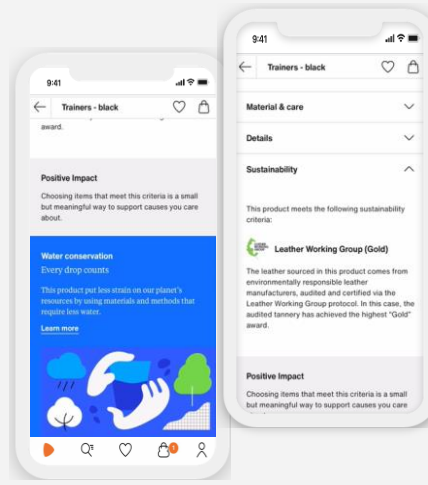 9:41
Trainers - black
award.
Positive Impact
Choosing items that meet this criteria is a small
but meaningful way to support causes you care
about.
Water conservation
Every drop counts
This product put less strain on our planet's
resources by using materials and methods that
require less water.
Learn more
1
9:41
Trainers - black
Material & care
Details
Sustainability
This product meets the following sustainability
criteria:
Leather Working Group (Gold)
The leather sourced in this product comes from
environmentally responsible leather
manufacturers, audited and certified via the
Leather Working Group protocol. In this case, the
audited tannery has achieved the highest "Gold"
award.
Positive Impact
Choosing items that meet this criteria is a small
but meaningful way to support causes you care